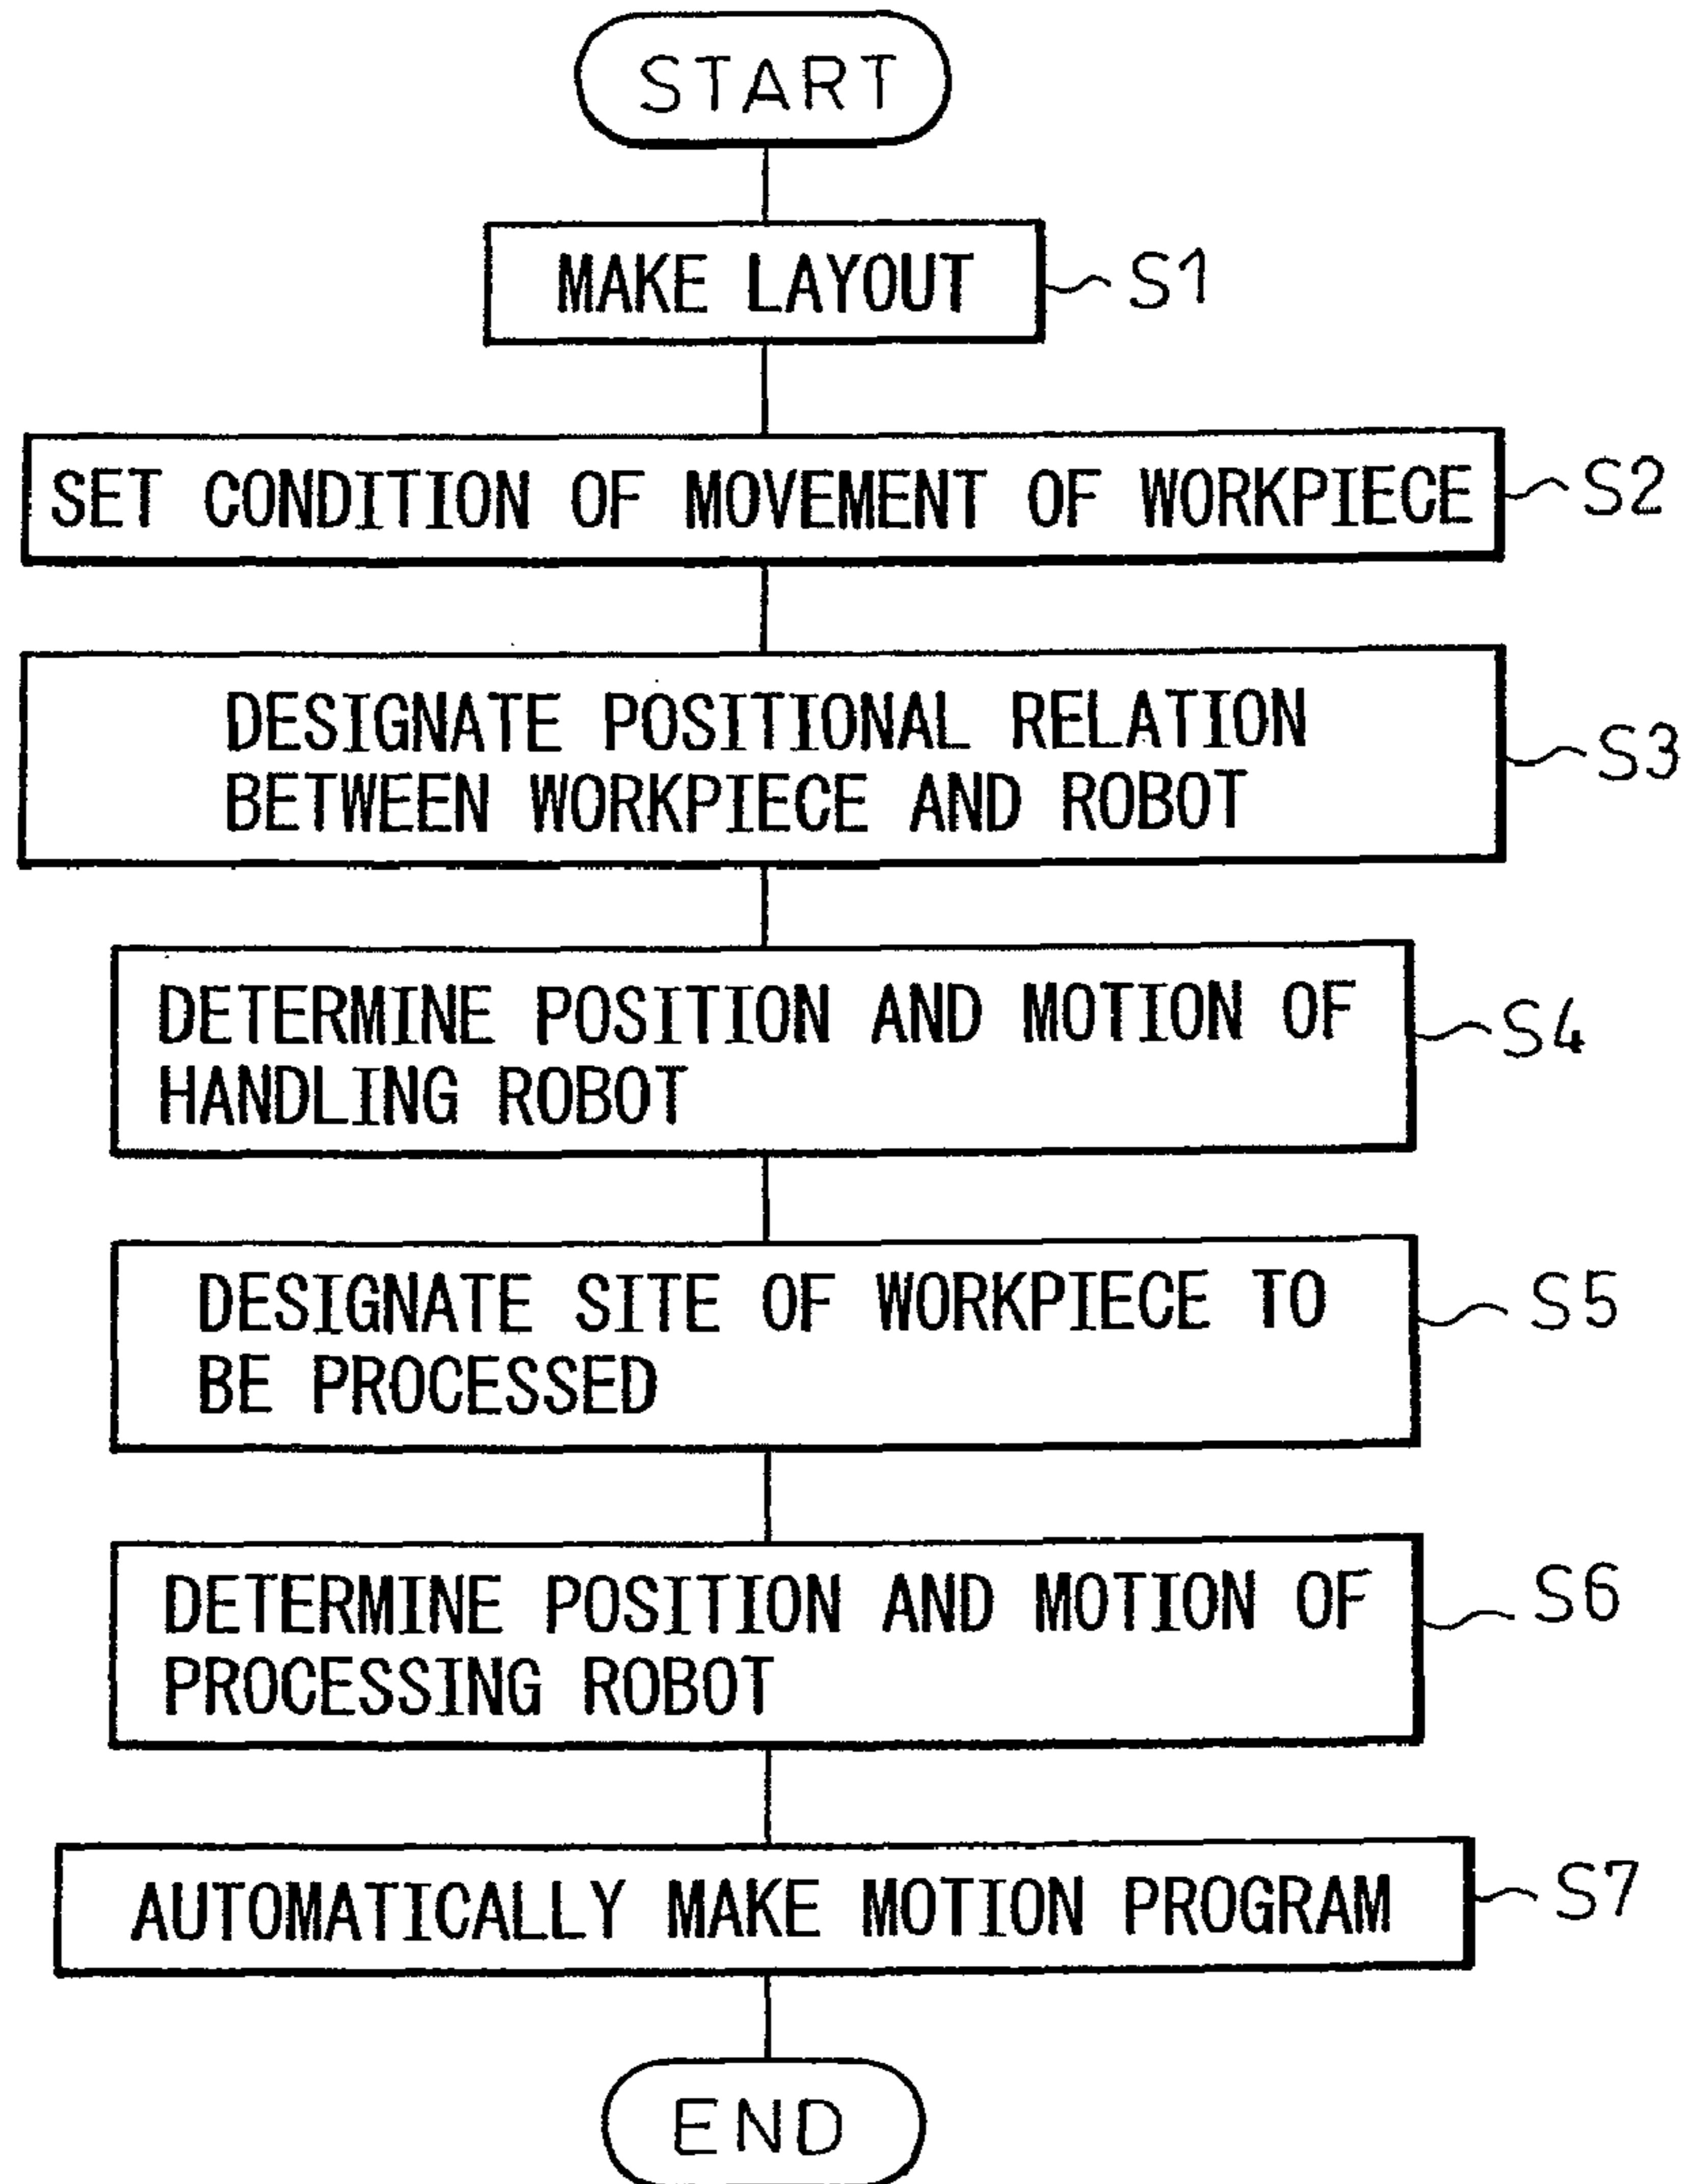 START
MAKE LAYOUT
S1
SET CONDITION OF MOVEMENT OF WORKPIECE
S2
DESIGNATE POSITIONAL RELATION
BETWEEN WORKPIECE AND ROBOT
S3
DETERMINE POSITION AND MOTION OF
HANDLING ROBOT
S4
DESIGNATE SITE OF WORKPIECE TO
BE PROCESSED
S5
DETERMINE POSITION AND MOTION OF
PROCESSING ROBOT
S6
AUTOMATICALLY MAKE MOTION PROGRAM
S7
END